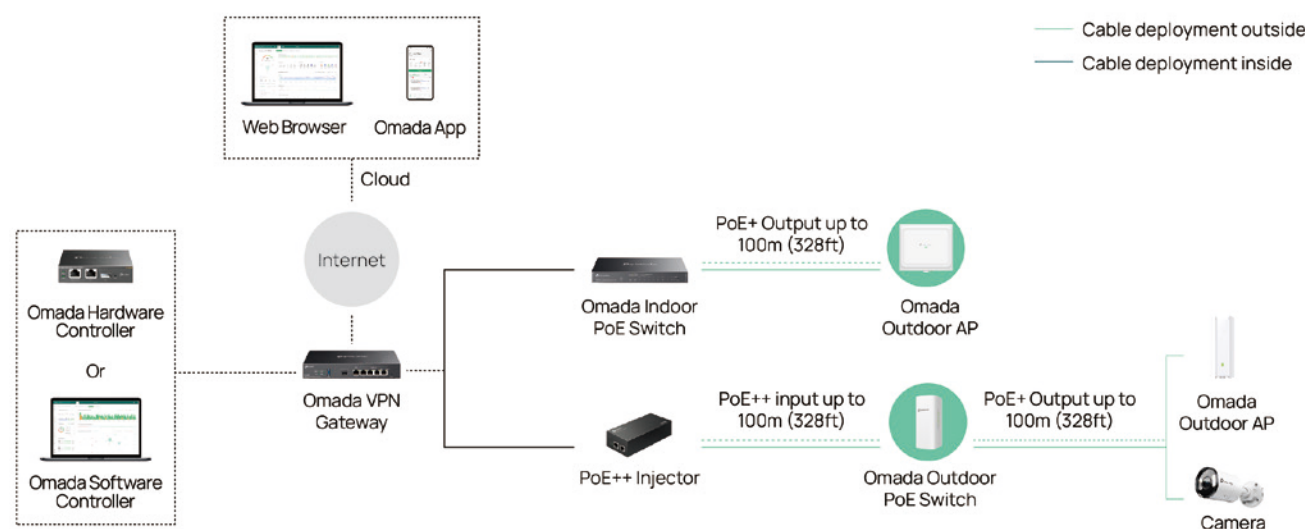 Cable deployment outside
Cable deployment inside
Web Browser
Omada App
Cloud
Internet
Omada Hardware
Controller
Or
Omada Software
Controller
Omada VPN
Gateway
Omada Indoor
PoE Switch
PoE+ Output up to
100m (328ft)
Omada
Outdoor AP
PoE++ Injector
PoE++ input up to
100m (328ft)
Omada Outdoor
PoE Switch
PoE+ Output up to
100m (328ft)
Omada
Outdoor AP
Camera